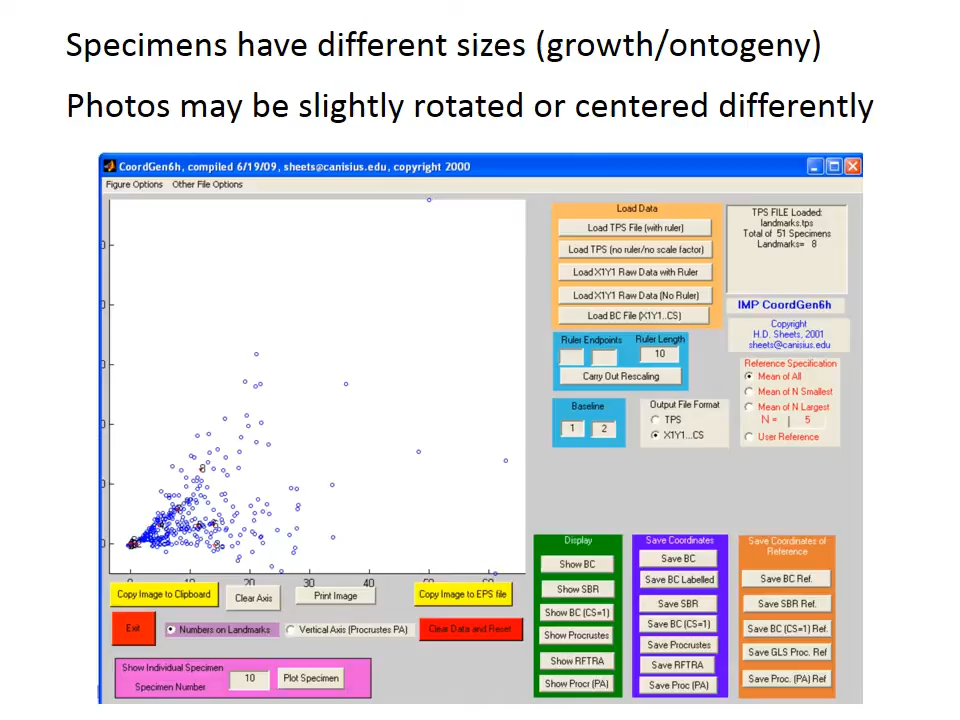 Specimens have different sizes (growth/ontogeny)
Photos may be slightly rotated or centered differently
CoordGen6h, compiled 6/19/09, sheets@canisius.edu, copyright 2000
Figure Options Other File Options
Load Data
Load TPS File (with ruler)
Load TPS (no ruler/no scale factor)
Load X1Y1 Raw Data with Ruler
Load X1Y1 Raw Data (No Ruler)
Load BC File (X1Y1..CS)
TPS FILE Loaded:
landmarks.tps
Total of 51 Specimens
Landmarks= 8
IMP CoordGen6h
Copyright
H.D. Sheets, 2001
sheets@canisius.edu
Ruler Endpoints
Ruler Length
10
Carry Out Rescaling
Reference Specification
Mean of All
Mean of N Smallest
Mean of N Largest
N = 5
User Reference
Baseline
1 2
Output File Format
TPS
X1Y1...CS
0 10 20 30 40
Copy Image to Clipboard
Clear Axis
Print Image
Copy Image to EPS file
Exit
Numbers on Landmarks
Vertical Axis (Procrustes PA)
Clear Data and Reset
Show Individual Specimen
Specimen Number
10
Plot Specimen
Display
Show BC
Show SBR
Show BC (CS=1)
Show Procrustes
Show RFTRA
Show Procr (PA)
Save Coordinates
Save BC
Save BC Labelled
Save SBR
Save BC (CS=1)
Save Procrustes
Save RFTRA
Save Proc (PA)
Save Coordinates of
Reference
Save BC Ref.
Save SBR Ref.
Save BC (CS=1) Ref.
Save GLS Proc. Ref
Save Proc. (PA) Ref